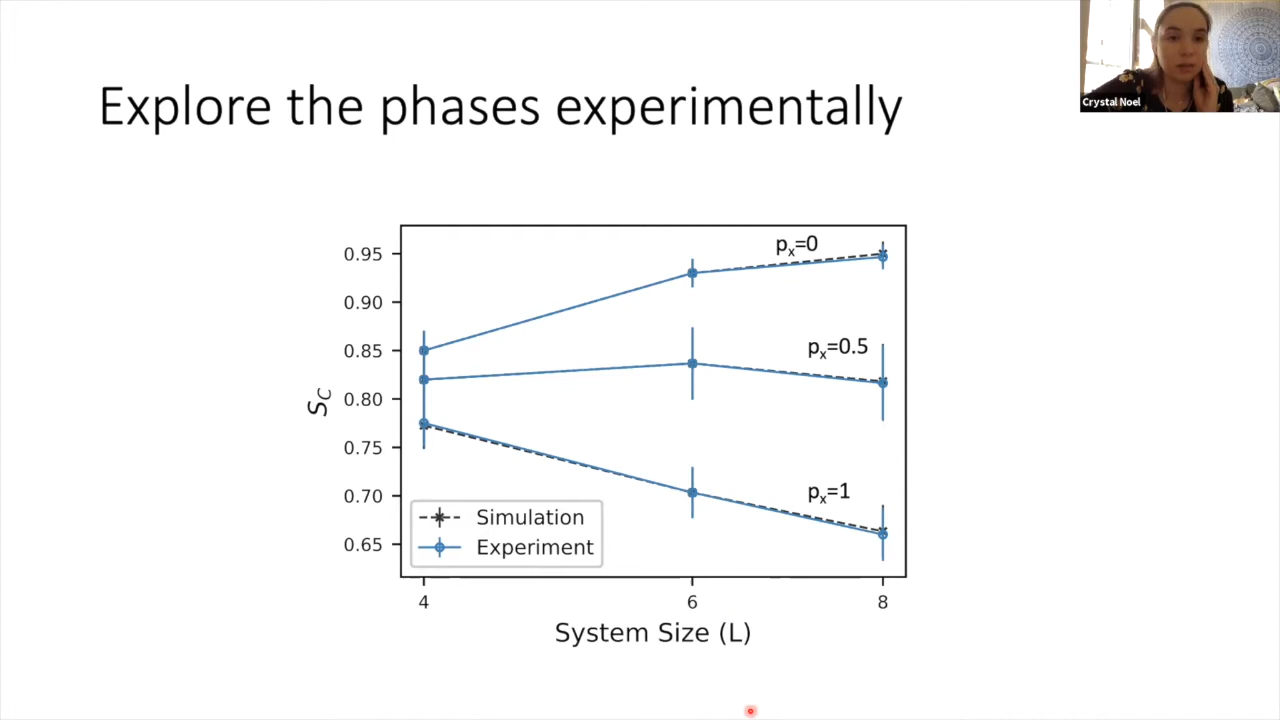 Explore the phases experimentally
Crystal Noel
0.95
0.90
0.85
0.80
0.75
0.70
0.65
S_C
p_x=0
p_x=0.5
p_x=1
Simulation
Experiment
4 6 8
System Size (L)